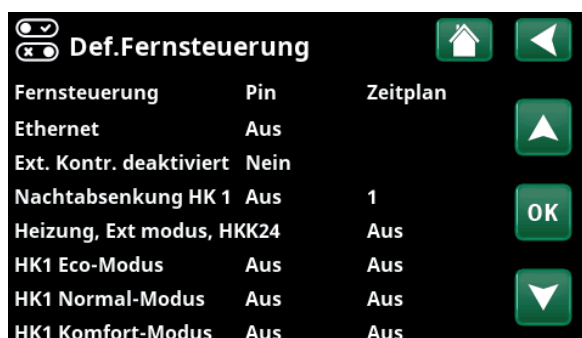 Def.Fernsteuerung
Fernsteuerung Pin Zeitplan
Ethernet Aus
Ext. Kontr. deaktiviert Nein
Nachtabsenkung HK 1 Aus 1
OK
Heizung, Ext modus, HKK24 Aus
HK1 Eco-Modus Aus Aus
HK1 Normal-Modus Aus Aus
HK1 Komfort-Modus Aus Aus